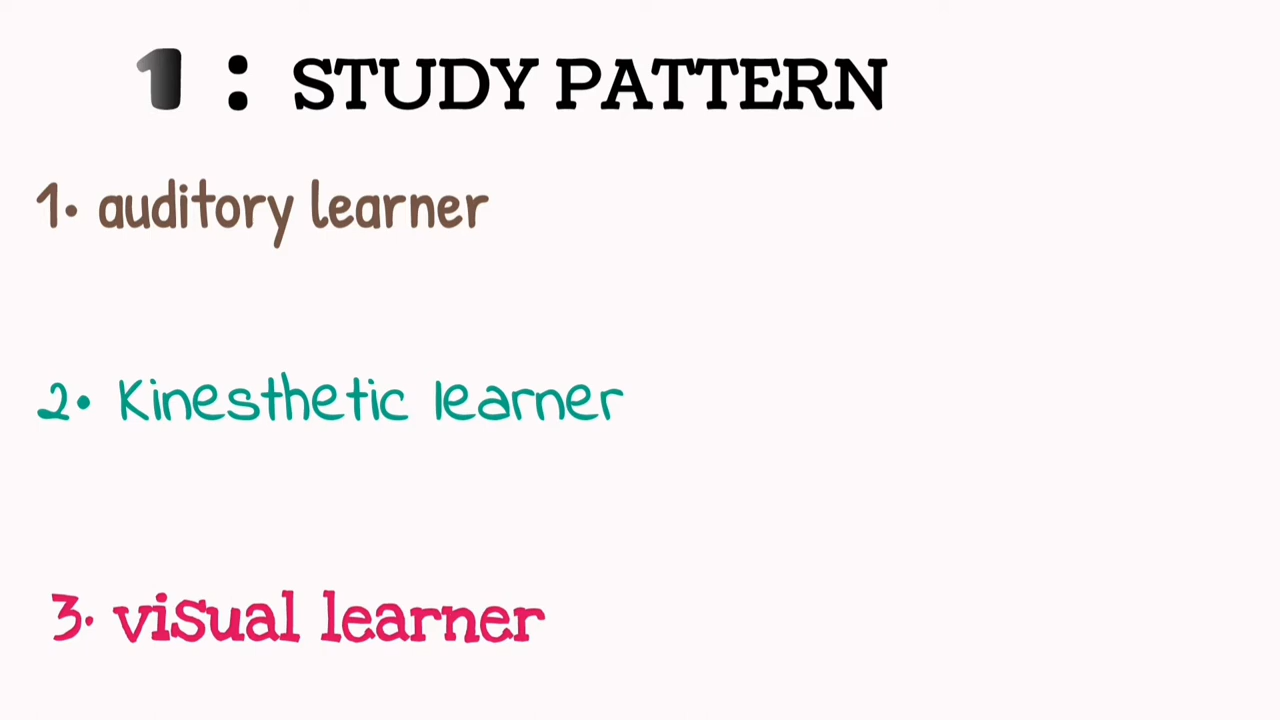 1 : STUDY PATTERN
1. auditory learner
2. Kinesthetic learner
3. visual learner